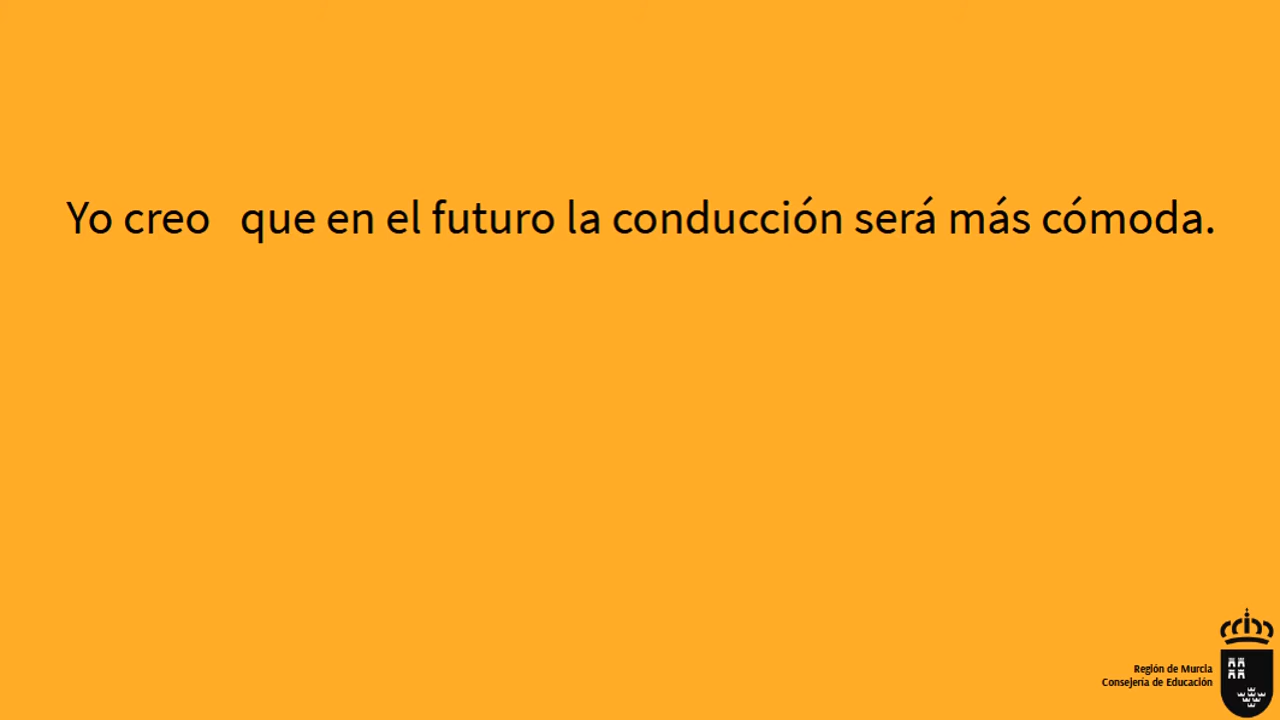 Yo creo que en el futuro la conducción será más cómoda.
Región de Murcia
Consejería de Educación